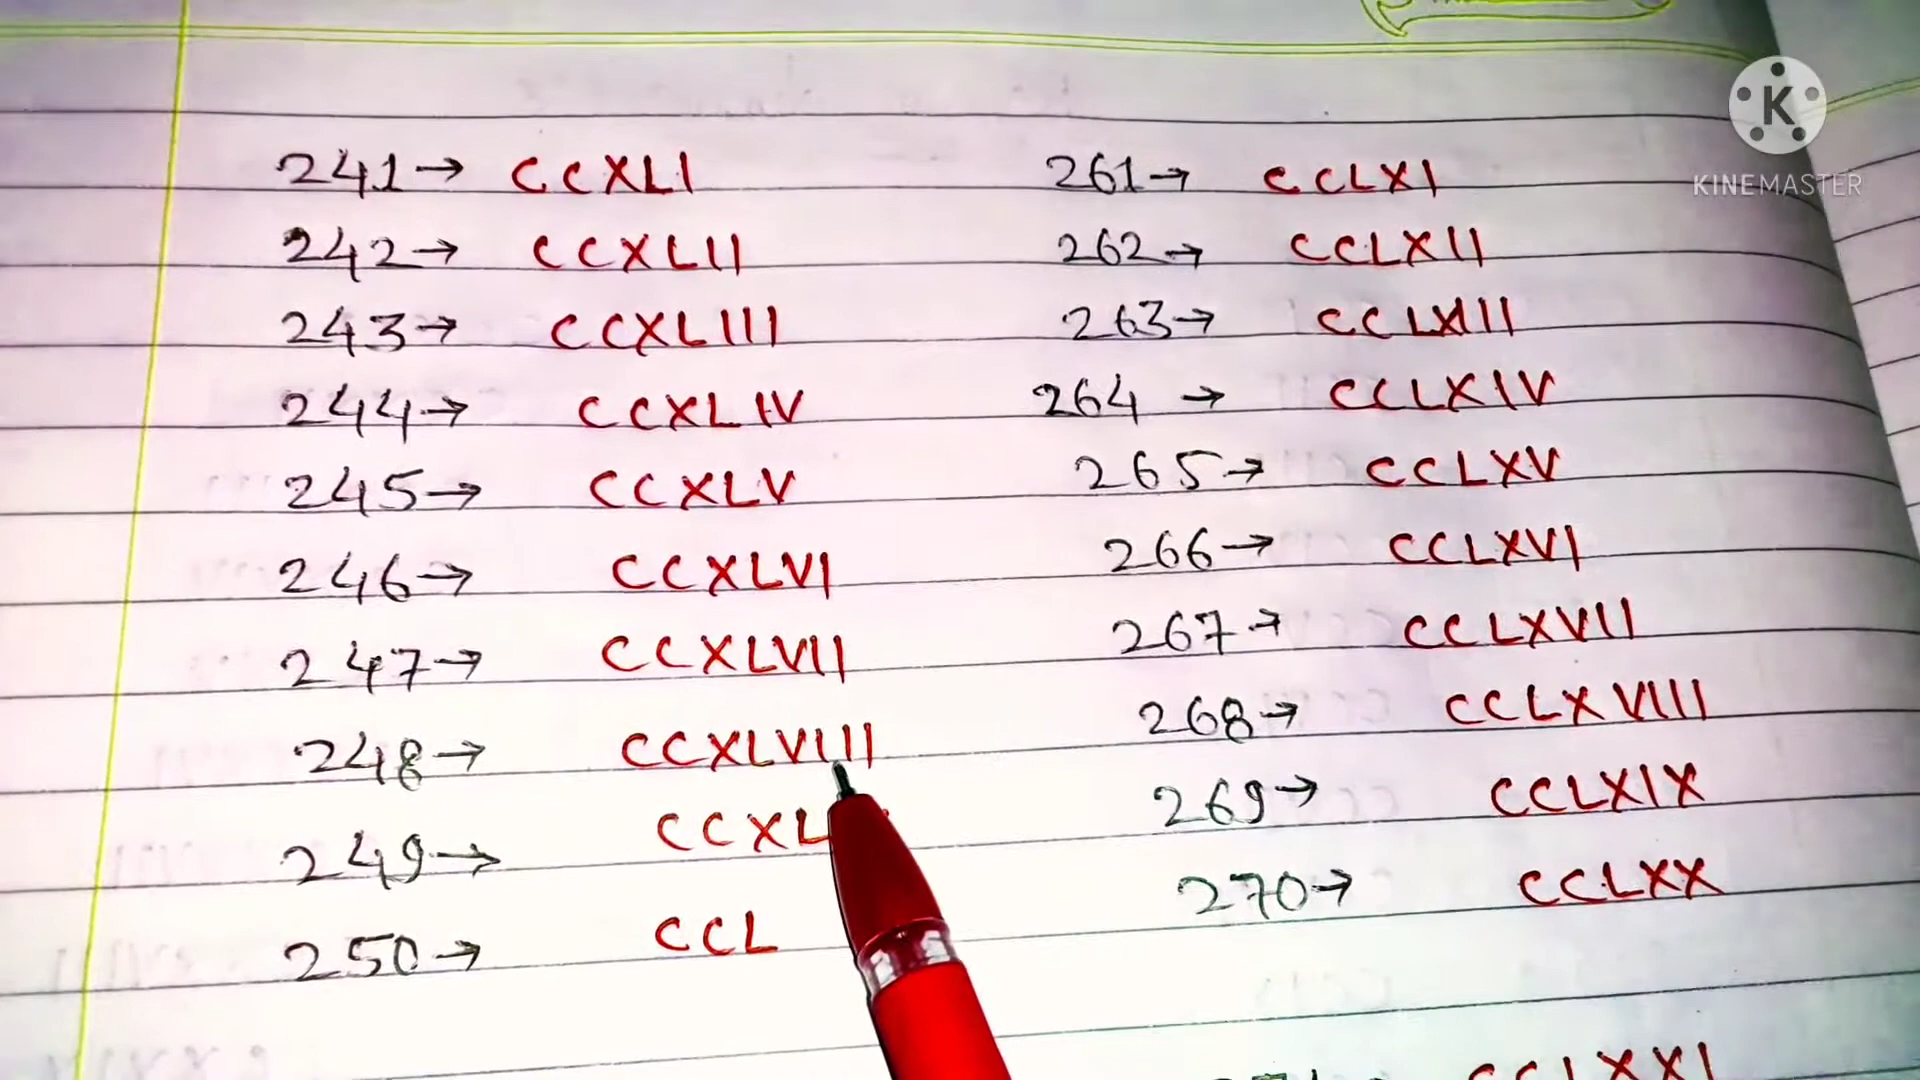 241→ CCXLI
242→ CCXLII
243→ CCXLIII
244→ CCXLIV
245→ CCXLV
246→ CCXLVI
247→ CCXLVII
248→ CCXLVIII
249→
250→ CCL
261→ CCLXI
262→ CCLXII
263→ CCLXIII
264→ CCLXIV
265→ CCLXV
266→ CCLXVI
267→ CCLXVII
268→ CCLXVIII
269→ CCLXIX
270→ CCLXX
CCLXXI
K
KINEMASTER